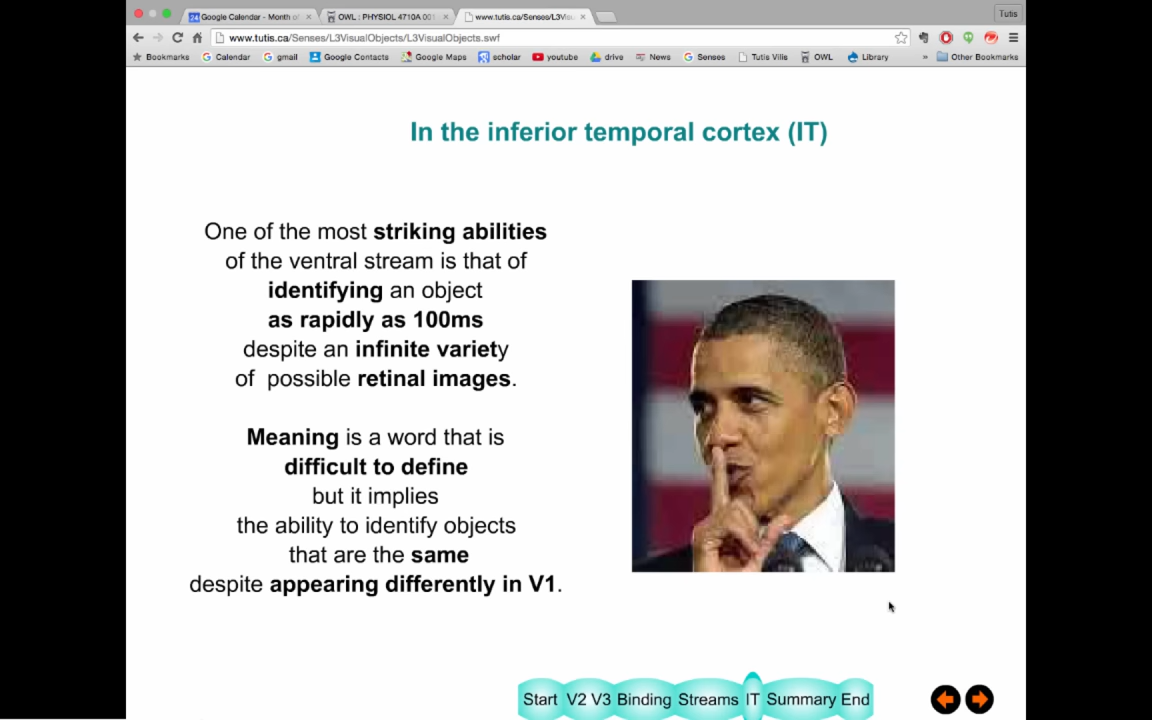 Google Calendar - Month o
OWL : PHYSIOL 4710A 001
www.tutis.ca/Senses/L3Visu
Tutis
www.tutis.ca/Senses/L3VisualObjects/L3VisualObjects.swf
Bookmarks Calendar gmail Google Contacts Google Maps scholar youtube drive News Senses Tutis Vilis OWL Library » Other Bookmarks
In the inferior temporal cortex (IT)
One of the most striking abilities
of the ventral stream is that of
identifying an object
as rapidly as 100ms
despite an infinite variety
of possible retinal images.
Meaning is a word that is
difficult to define
but it implies
the ability to identify objects
that are the same
despite appearing differently in V1.
Start V2 V3 Binding Streams IT Summary End